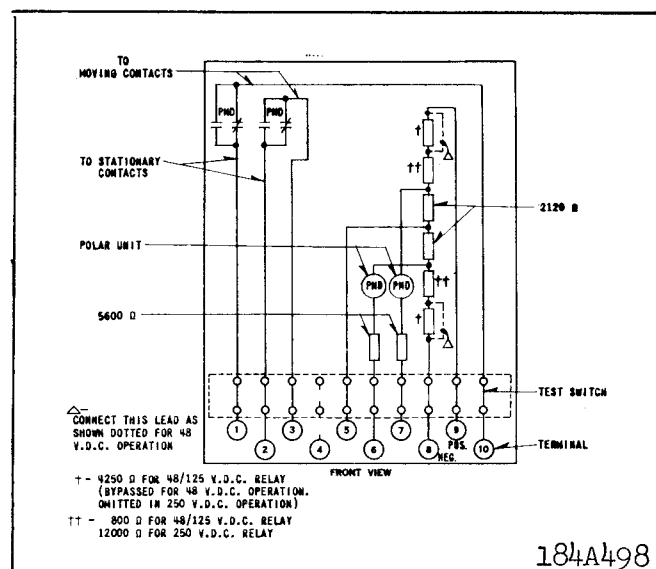 TO
MOVING CONTACTS
PMD
PMD
†
††
TO STATIONARY
CONTACTS
2120 Ω
POLAR UNIT
PMD
PMD
††
†
5600 Ω
TEST SWITCH
△-
CONNECT THIS LEAD AS
SHOWN DOTTED FOR 48
V.D.C. OPERATION
1
3
5
7
9
2
4
6
8
10
POS.
NEG.
TERMINAL
FRONT VIEW
† - 4250 Ω FOR 48/125 V.D.C. RELAY
(BYPASSED FOR 48 V.D.C. OPERATION.
OMITTED IN 250 V.D.C. OPERATION)
†† - 800 Ω FOR 48/125 V.D.C. RELAY
12000 Ω FOR 250 V.D.C. RELAY
184A498